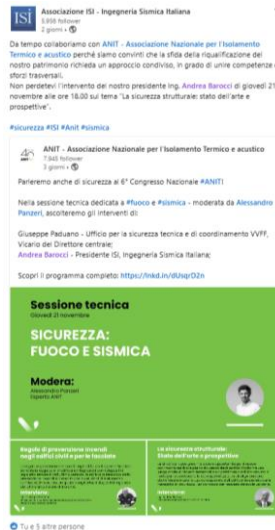 Associazione ISI - Ingegneria Sismica Italiana
5.958 follower
2 giorni •
Da tempo collaboriamo con ANIT - Associazione Nazionale per l'Isolamento
Termico e acustico perché siamo convinti che la sfida della riqualificazione del
nostro patrimonio richieda un approccio condiviso, in grado di unire competenze e
sforzi trasversali.
Non perdetevi l'intervento del nostro presidente Ing. Andrea Barocci di giovedì 21
novembre alle ore 18.00 sul tema "La sicurezza strutturale: stato dell'arte e
prospettive".
#sicurezza #ISI #Anit #sismica
ANIT - Associazione Nazionale per l'Isolamento Termico e acustico
7.945 follower
3 giorni •
Parleremo anche di sicurezza al 6° Congresso Nazionale #ANIT!
Nella sessione tecnica dedicata a #fuoco e #sismica - moderata da Alessandro
Panzeri, ascolteremo gli interventi di:
Giuseppe Paduano - Ufficio per la sicurezza tecnica e di coordinamento VVFF,
Vicario del Direttore centrale;
Andrea Barocci - Presidente ISI, Ingegneria Sismica Italiana;
Scopri il programma completo: https://lnkd.in/dUsqrD2n
Sessione tecnica
Giovedì 21 novembre
SICUREZZA:
FUOCO E SISMICA
Modera:
Alessandro Panzeri
Esperto ANIT
Regole di prevenzione incendi
negli edifici civili e per le facciate
Interviene:
La sicurezza strutturale:
Stato dell'arte e prospettive
Interviene:
Tu e 5 altre persone